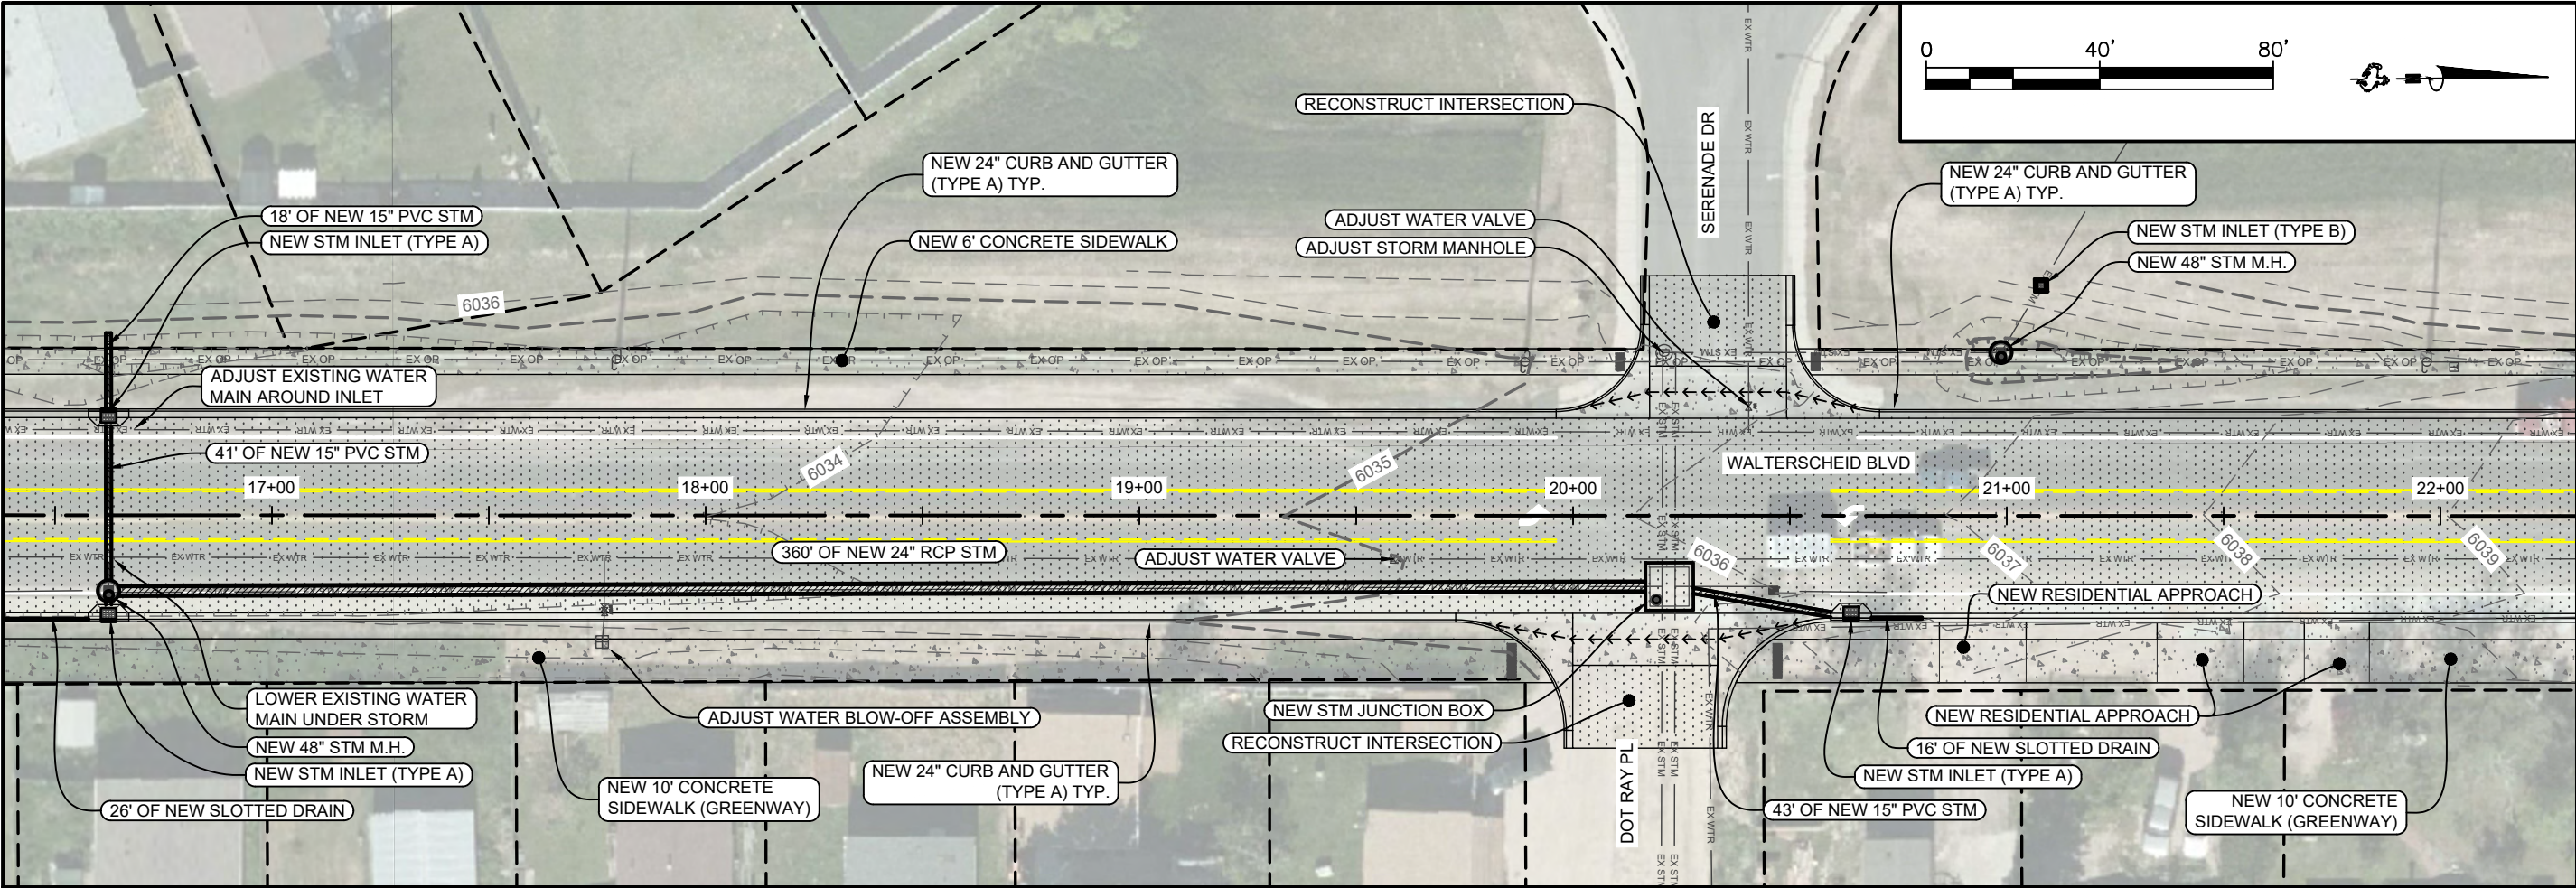 0 40' 80'
RECONSTRUCT INTERSECTION
SERENADE DR
NEW 24" CURB AND GUTTER
(TYPE A) TYP.
NEW 24" CURB AND GUTTER
(TYPE A) TYP.
18' OF NEW 15" PVC STM
NEW STM INLET (TYPE A)
NEW 6' CONCRETE SIDEWALK
ADJUST WATER VALVE
ADJUST STORM MANHOLE
NEW STM INLET (TYPE B)
NEW 48" STM M.H.
6036
EX WTR
EX OP
EX STM
ADJUST EXISTING WATER
MAIN AROUND INLET
41' OF NEW 15" PVC STM
6034
6035
WALTERSCHEID BLVD
17+00 18+00 19+00 20+00 21+00 22+00
360' OF NEW 24" RCP STM
ADJUST WATER VALVE
6036
6037
6038
6039
NEW RESIDENTIAL APPROACH
LOWER EXISTING WATER
MAIN UNDER STORM
NEW 48" STM M.H.
NEW STM INLET (TYPE A)
26' OF NEW SLOTTED DRAIN
ADJUST WATER BLOW-OFF ASSEMBLY
NEW 10' CONCRETE
SIDEWALK (GREENWAY)
NEW 24" CURB AND GUTTER
(TYPE A) TYP.
NEW STM JUNCTION BOX
RECONSTRUCT INTERSECTION
DOT RAY PL
NEW RESIDENTIAL APPROACH
16' OF NEW SLOTTED DRAIN
NEW STM INLET (TYPE A)
43' OF NEW 15" PVC STM
NEW 10' CONCRETE
SIDEWALK (GREENWAY)